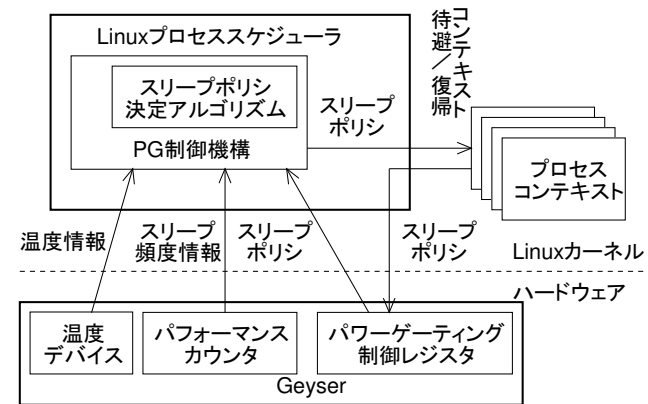 Linuxプロセススケジューラ
スリープポリシ
決定アルゴリズム
PG制御機構
スリープ
ポリシ
コンテキスト
待避／復帰
プロセス
コンテキスト
温度情報
スリープ
頻度情報
スリープ
ポリシ
スリープ
ポリシ
Linuxカーネル
ハードウェア
温度
デバイス
パフォーマンス
カウンタ
パワーゲーティング
制御レジスタ
Geyser